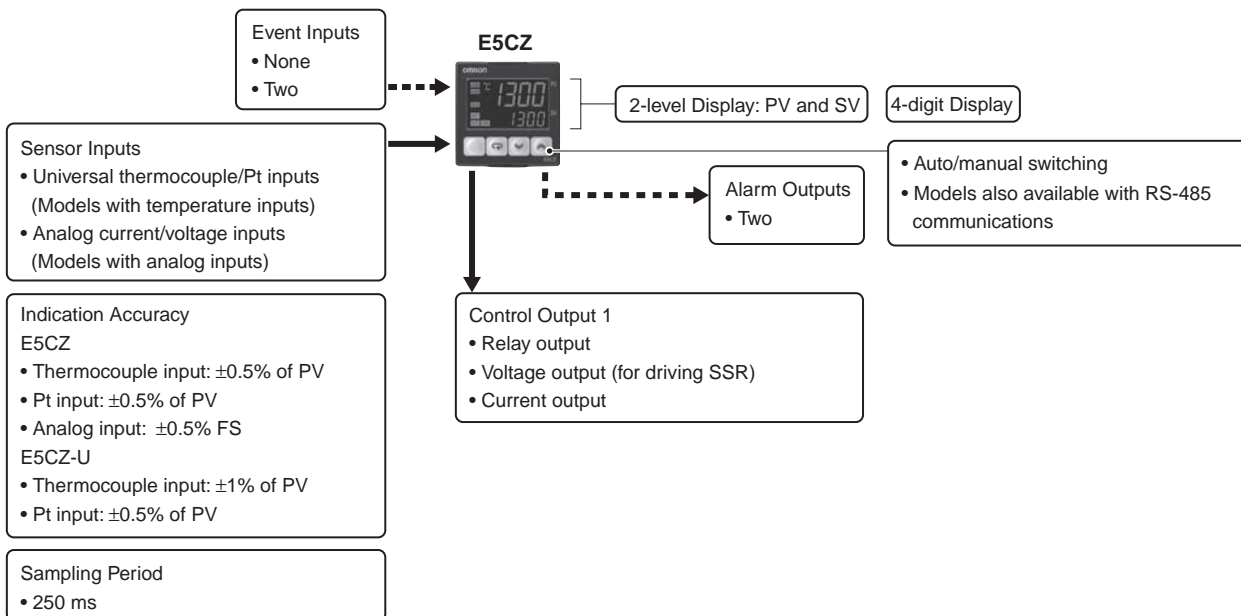 Event Inputs
• None
• Two
E5CZ
omron
°C
1300
PV
1300
SV
E5CZ
2-level Display: PV and SV
4-digit Display
Sensor Inputs
• Universal thermocouple/Pt inputs
(Models with temperature inputs)
• Analog current/voltage inputs
(Models with analog inputs)
• Auto/manual switching
• Models also available with RS-485
communications
Alarm Outputs
• Two
Indication Accuracy
E5CZ
• Thermocouple input: ±0.5% of PV
• Pt input: ±0.5% of PV
• Analog input: ±0.5% FS
E5CZ-U
• Thermocouple input: ±1% of PV
• Pt input: ±0.5% of PV
Control Output 1
• Relay output
• Voltage output (for driving SSR)
• Current output
Sampling Period
• 250 ms